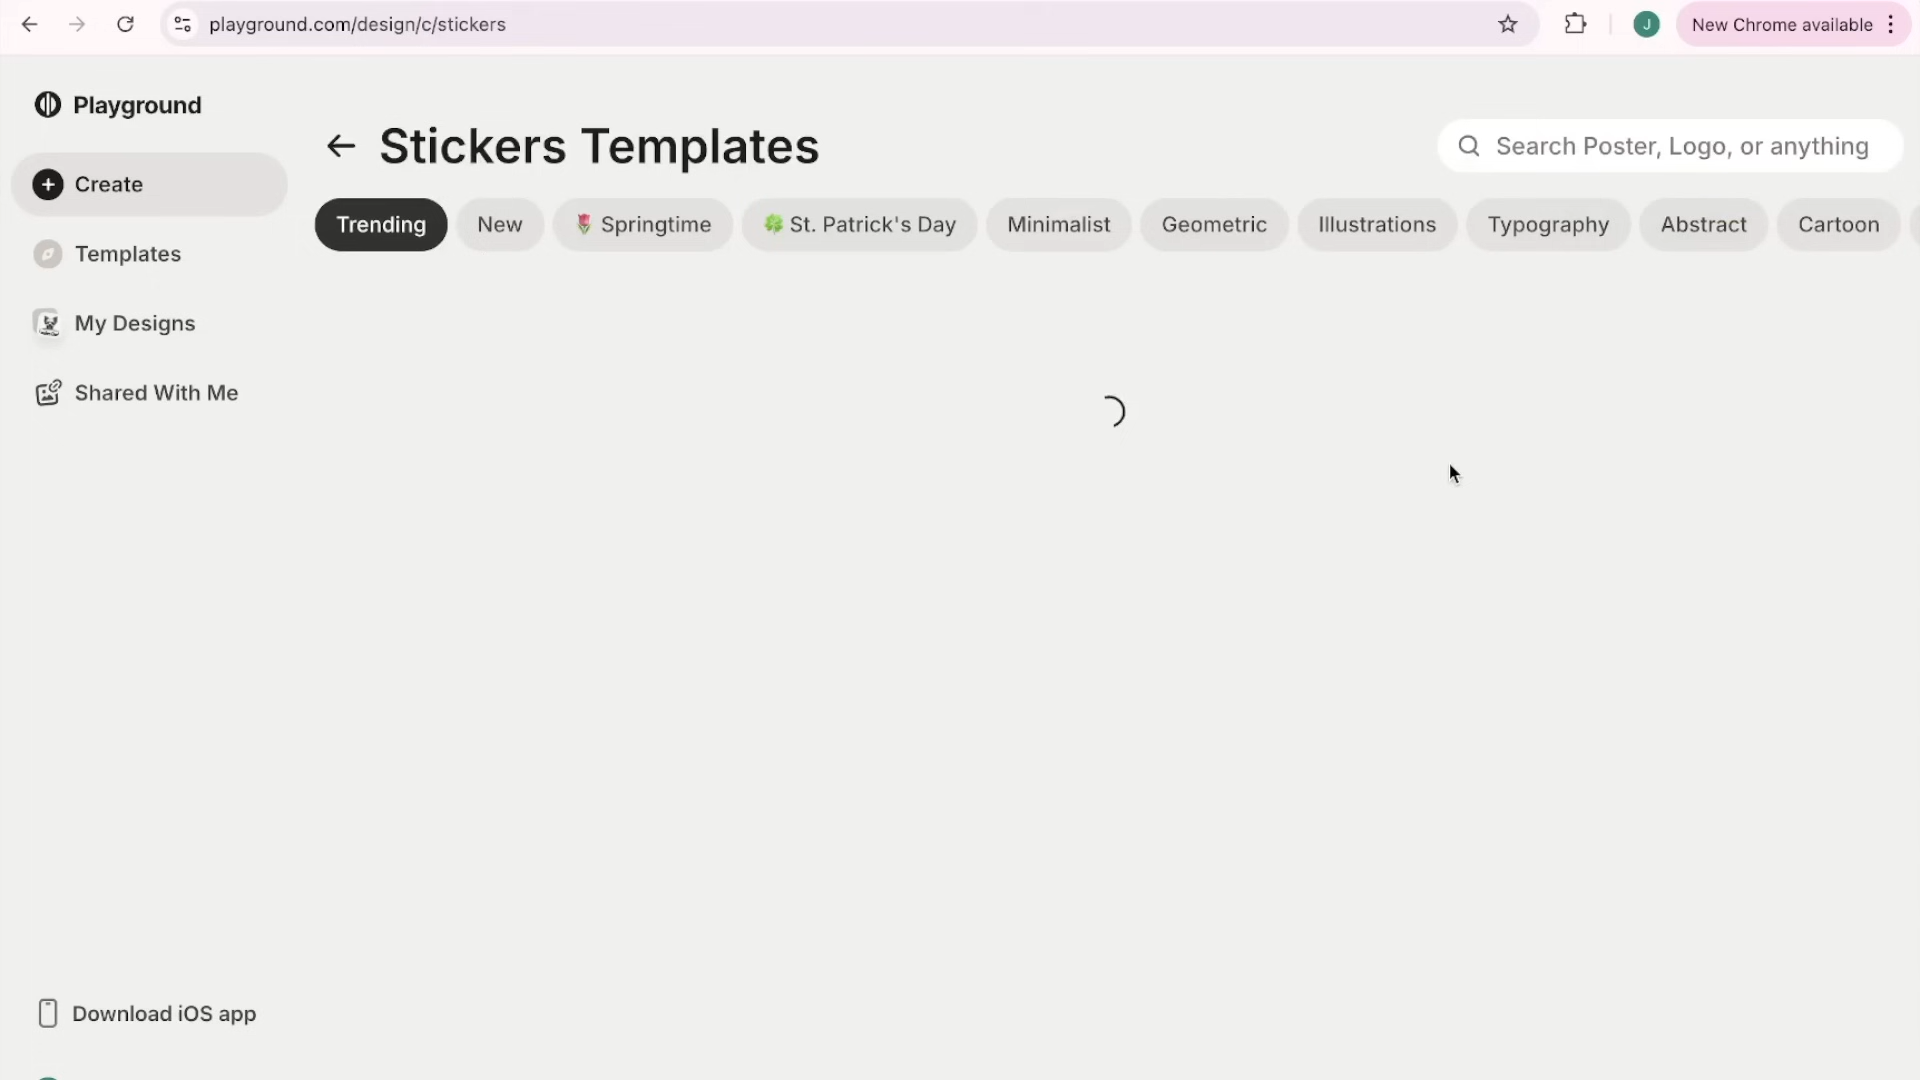 playground.com/design/c/stickers
J
New Chrome available
Playground
Stickers Templates
Search Poster, Logo, or anything
Create
Trending
New
Springtime
St. Patrick's Day
Minimalist
Geometric
Illustrations
Typography
Abstract
Cartoon
Templates
My Designs
Shared With Me
Download iOS app